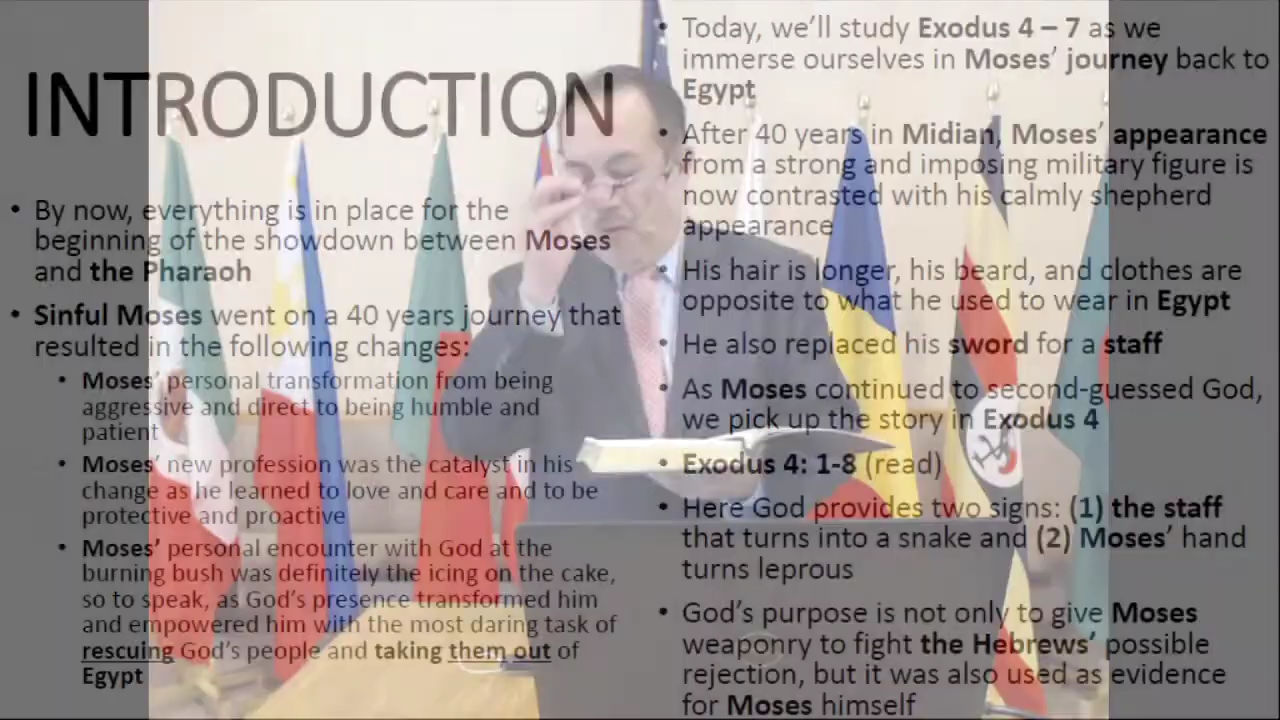 INTRODUCTION
• By now, everything is in place for the
beginning of the showdown between Moses
and the Pharaoh
• Sinful Moses went on a 40 years journey that
resulted in the following changes:
• Moses’ personal transformation from being
aggressive and direct to being humble and
patient
• Moses’ new profession was the catalyst in his
change as he learned to love and care and to be
protective and proactive
• Moses’ personal encounter with God at the
burning bush was definitely the icing on the cake,
so to speak, as God’s presence transformed him
and empowered him with the most daring task of
rescuing God’s people and taking them out of
Egypt
• Today, we’ll study Exodus 4 – 7 as we
immerse ourselves in Moses’ journey back to
Egypt
• After 40 years in Midian, Moses’ appearance
from a strong and imposing military figure is
now contrasted with his calmly shepherd
appearance
• His hair is longer, his beard, and clothes are
opposite to what he used to wear in Egypt
• He also replaced his sword for a staff
• As Moses continued to second-guessed God,
we pick up the story in Exodus 4
• Exodus 4: 1-8 (read)
• Here God provides two signs: (1) the staff
that turns into a snake and (2) Moses’ hand
turns leprous
• God’s purpose is not only to give Moses
weaponry to fight the Hebrews’ possible
rejection, but it was also used as evidence
for Moses himself